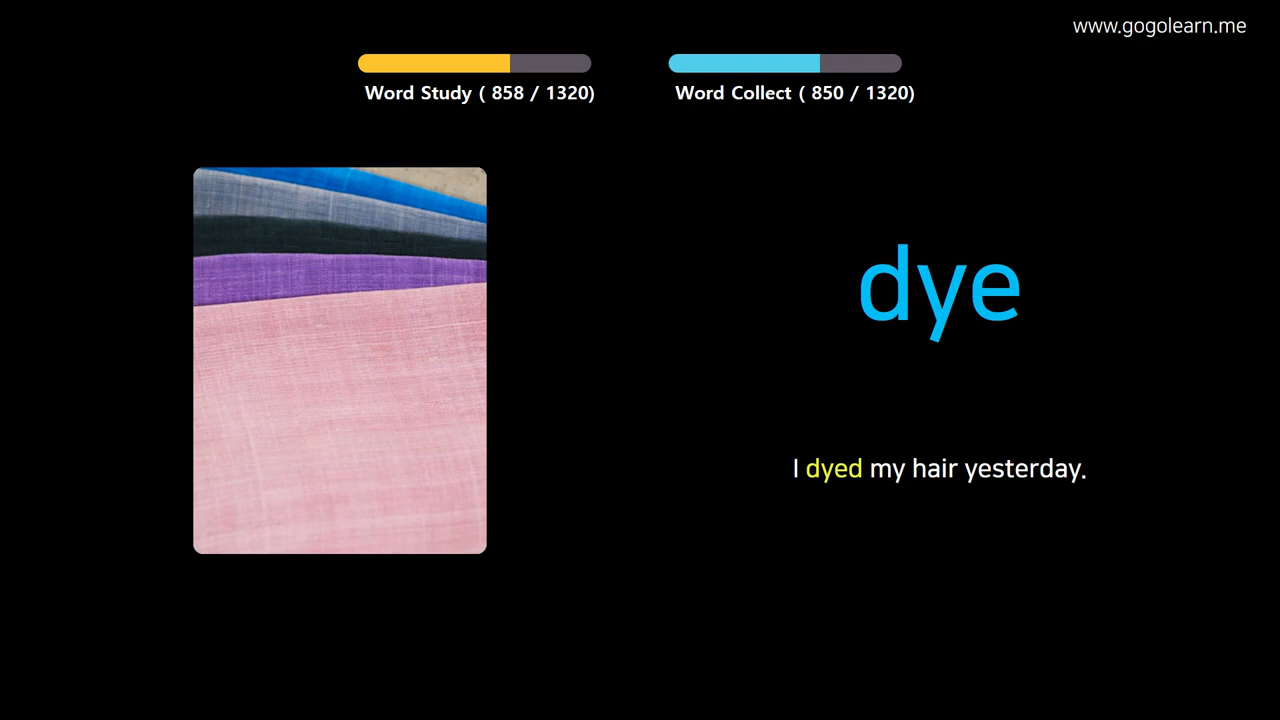 www.gogolearn.me
Word Study ( 858 / 1320)
Word Collect ( 850 / 1320)
dye
I dyed my hair yesterday.